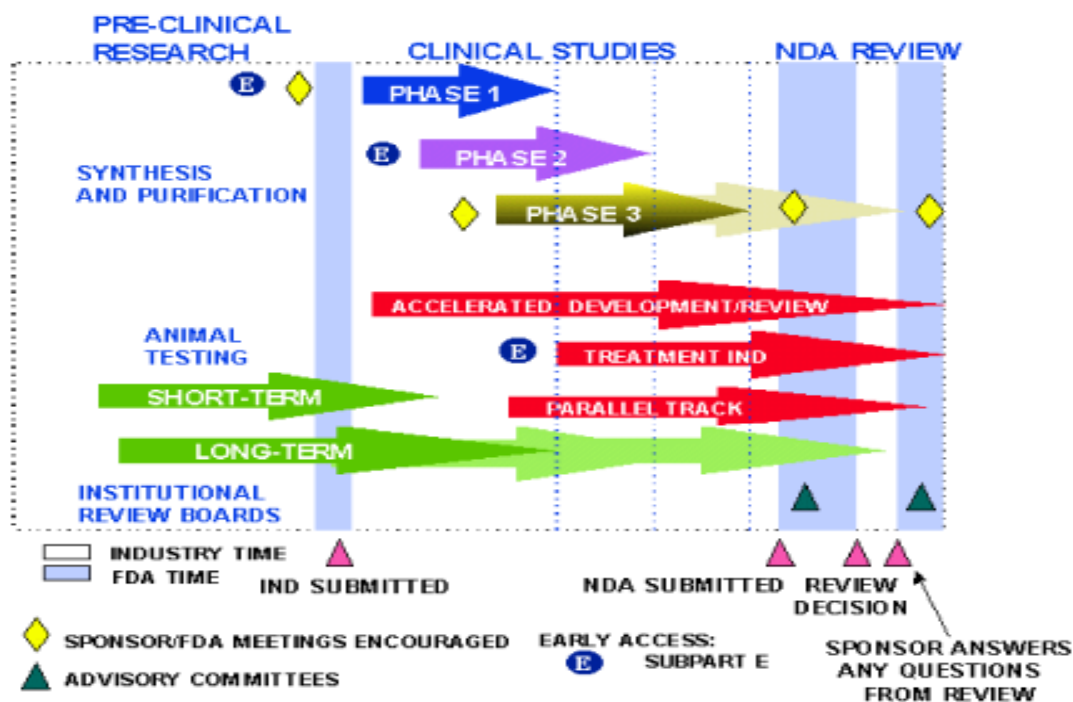 PRE-CLINICAL
RESEARCH
CLINICAL STUDIES
NDA REVIEW
E
PHASE 1
E
PHASE 2
SYNTHESIS
AND PURIFICATION
PHASE 3
ACCELERATED DEVELOPMENT/REVIEW
ANIMAL
TESTING
E
TREATMENT IND
SHORT-TERM
PARALLEL TRACK
LONG-TERM
INSTITUTIONAL
REVIEW BOARDS
INDUSTRY TIME
FDA TIME
IND SUBMITTED
NDA SUBMITTED
REVIEW
DECISION
SPONSOR/FDA MEETINGS ENCOURAGED
ADVISORY COMMITTEES
EARLY ACCESS:
E SUBPART E
SPONSOR ANSWERS
ANY QUESTIONS
FROM REVIEW